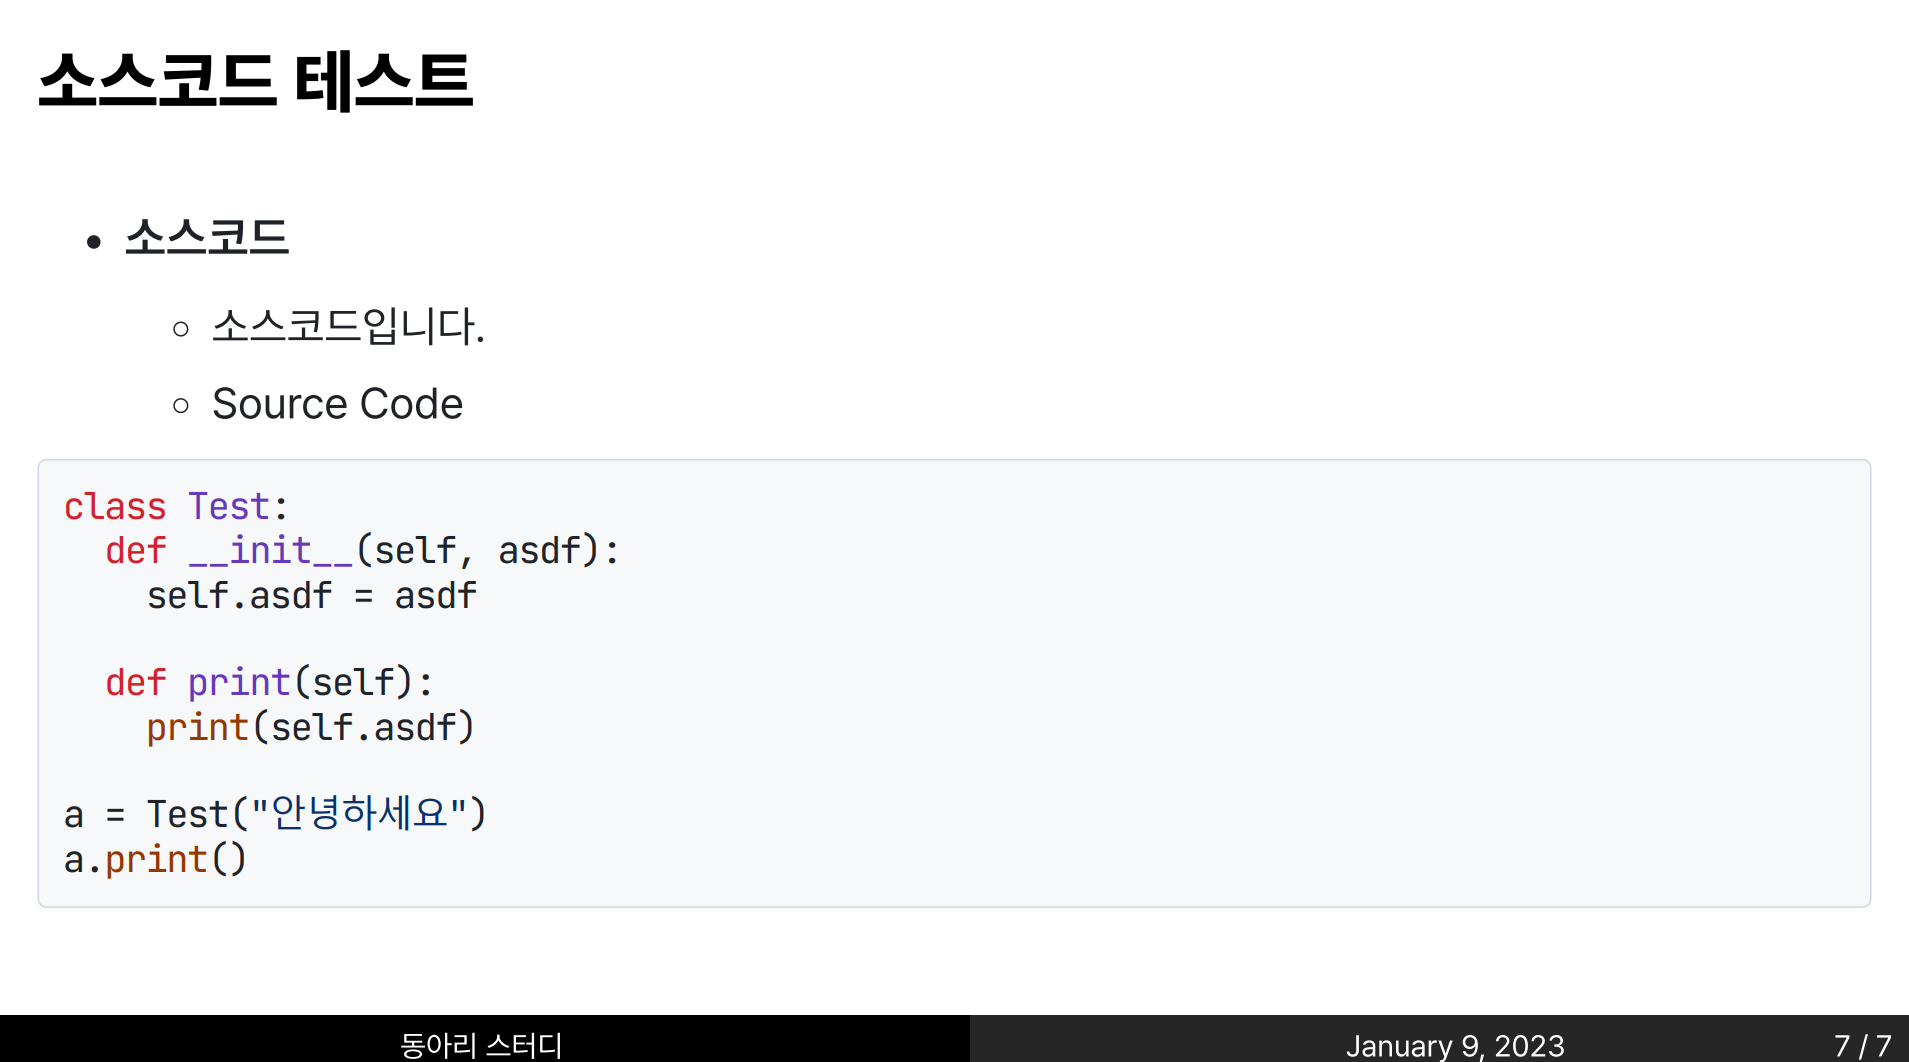 소스코드 테스트
• 소스코드
◦ 소스코드입니다.
◦ Source Code
class Test:
  def __init__(self, asdf):
    self.asdf = asdf

  def print(self):
    print(self.asdf)

a = Test("안녕하세요")
a.print()
동아리 스터디
January 9, 2023
7 / 7